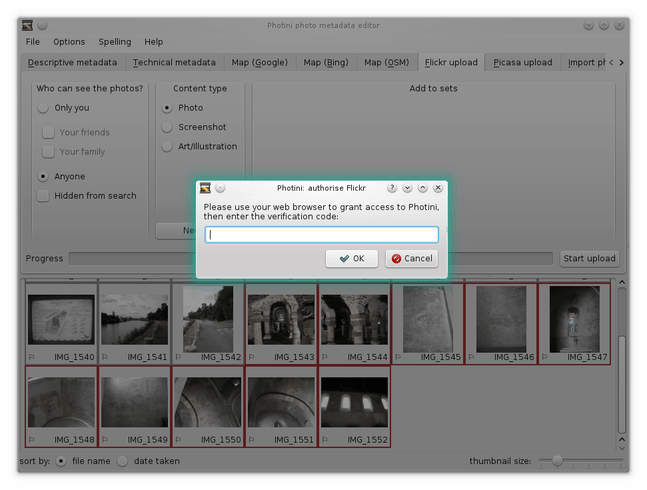 Photini photo metadata editor
File Options Spelling Help
Descriptive metadata Technical metadata Map (Google) Map (Bing) Map (OSM) Flickr upload Picasa upload Import
Who can see the photos? Content type Add to sets
Only you Photo
Your friends Screenshot
Your family Art/Illustration
Anyone
Hidden from search
Photini: authorise Flickr
Please use your web browser to grant access to Photini,
then enter the verification code:
OK Cancel
Progress Start upload
IMG_1540 IMG_1541 IMG_1542 IMG_1543 IMG_1544 IMG_1545 IMG_1546 IMG_1547
IMG_1548 IMG_1549 IMG_1550 IMG_1551 IMG_1552
sort by: file name date taken thumbnail size: